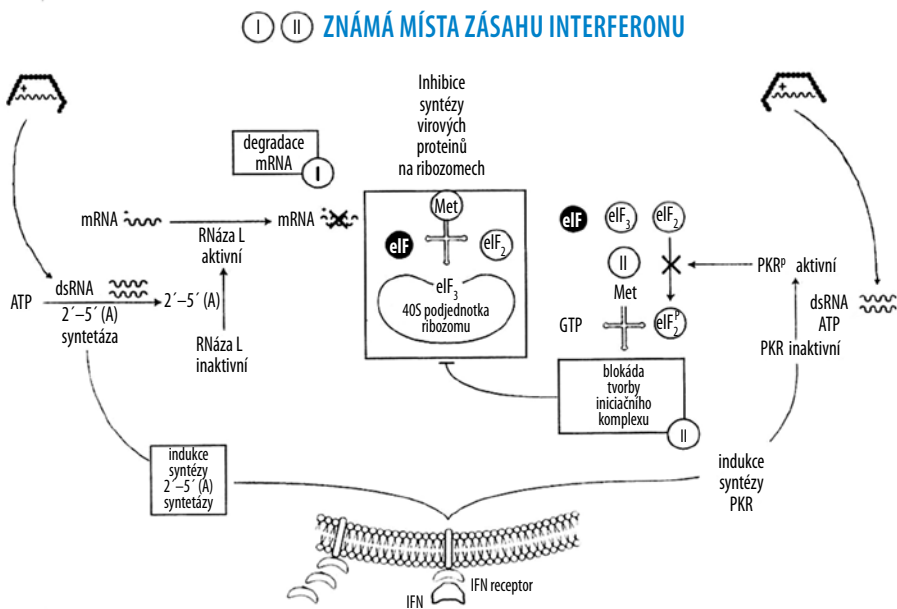 I II ZNÁMÁ MÍSTA ZÁSAHU INTERFERONU
+
+
Inhibice
syntézy
virových
proteinů
na ribozomech
degradace
mRNA
I
mRNA
mRNA
RNáza L
aktivní
ATP
dsRNA
2´–5´ (A)
syntetáza
2´–5´ (A)
RNáza L
inaktivní
Met
eIF
eIF2
eIF3
40S podjednotka
ribozomu
eIF
eIF3
eIF2
II
Met
GTP
eIF2P
PKRP aktivní
dsRNA
ATP
PKR inaktivní
blokáda
tvorby
iniciačního
komplexu
II
indukce
syntézy
2´–5´ (A)
syntetázy
indukce
syntézy
PKR
IFN receptor
IFN